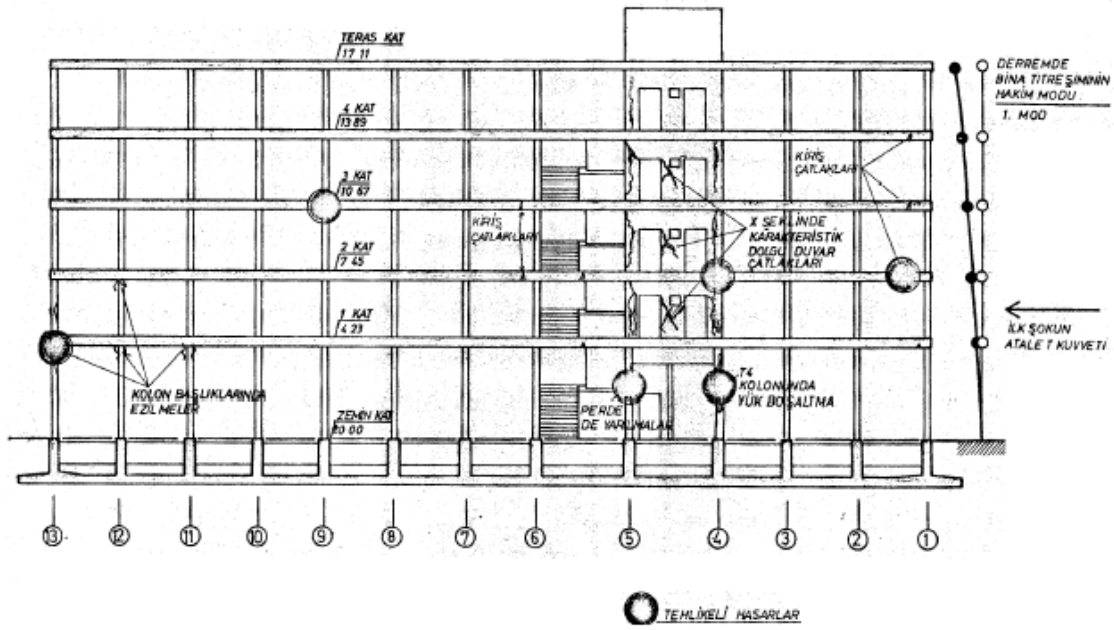 TERAS KAT
17 11
4 KAT
13 89
3 KAT
10 67
2 KAT
7 45
1 KAT
4 23
ZEMİN KAT
±0 00
KİRİŞ
ÇATLAKLARI
KİRİŞ
ÇATLAKLARI
X ŞEKLİNDE
KARAKTERİSTİK
DOLGU DUVAR
ÇATLAKLARI
DEPREMDE
BİNA TİTREŞİMİNİN
HAKİM MODU:
1. MOD
İLK ŞOKUN
ATALET KUVVETİ
KOLON BAŞLIKLARINDA
EZİLMELER
PERDE
DE YARILMALAR
T4
KOLONUNDA
YÜK BOŞALTMA
13 12 11 10 9 8 7 6 5 4 3 2 1
TEHLİKELİ HASARLAR